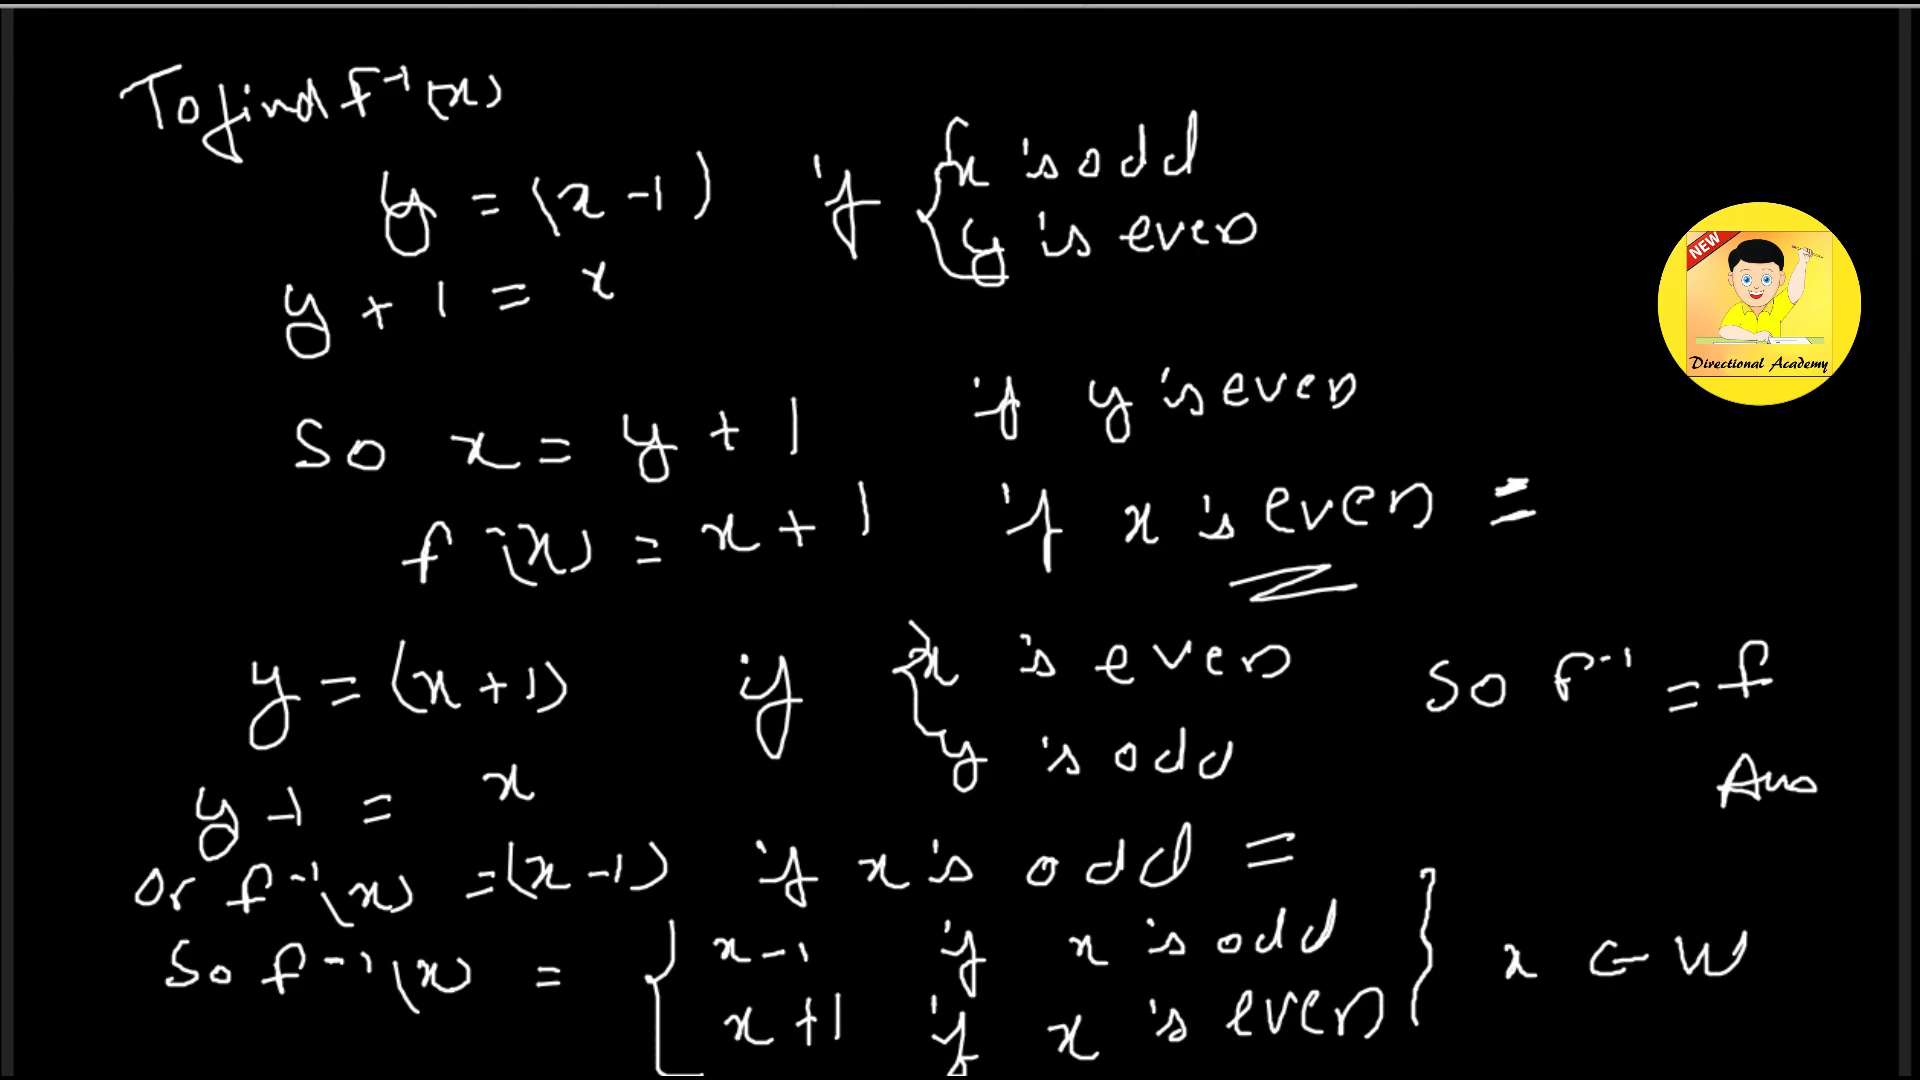 To find f⁻¹(x)
y = (x-1) if { x is odd
y is even
y + 1 = x
So x = y + 1 if y is even
f⁻(x) = x + 1 if x is even =
y = (x+1) if { x is even
y is odd
So f⁻¹ = f
Ans
y - 1 = x
Or f⁻¹(x) = (x-1) if x is odd =
So f⁻¹(x) = { x-1 if x is odd
x+1 if x is even } x ∈ W
NEW
Directional Academy